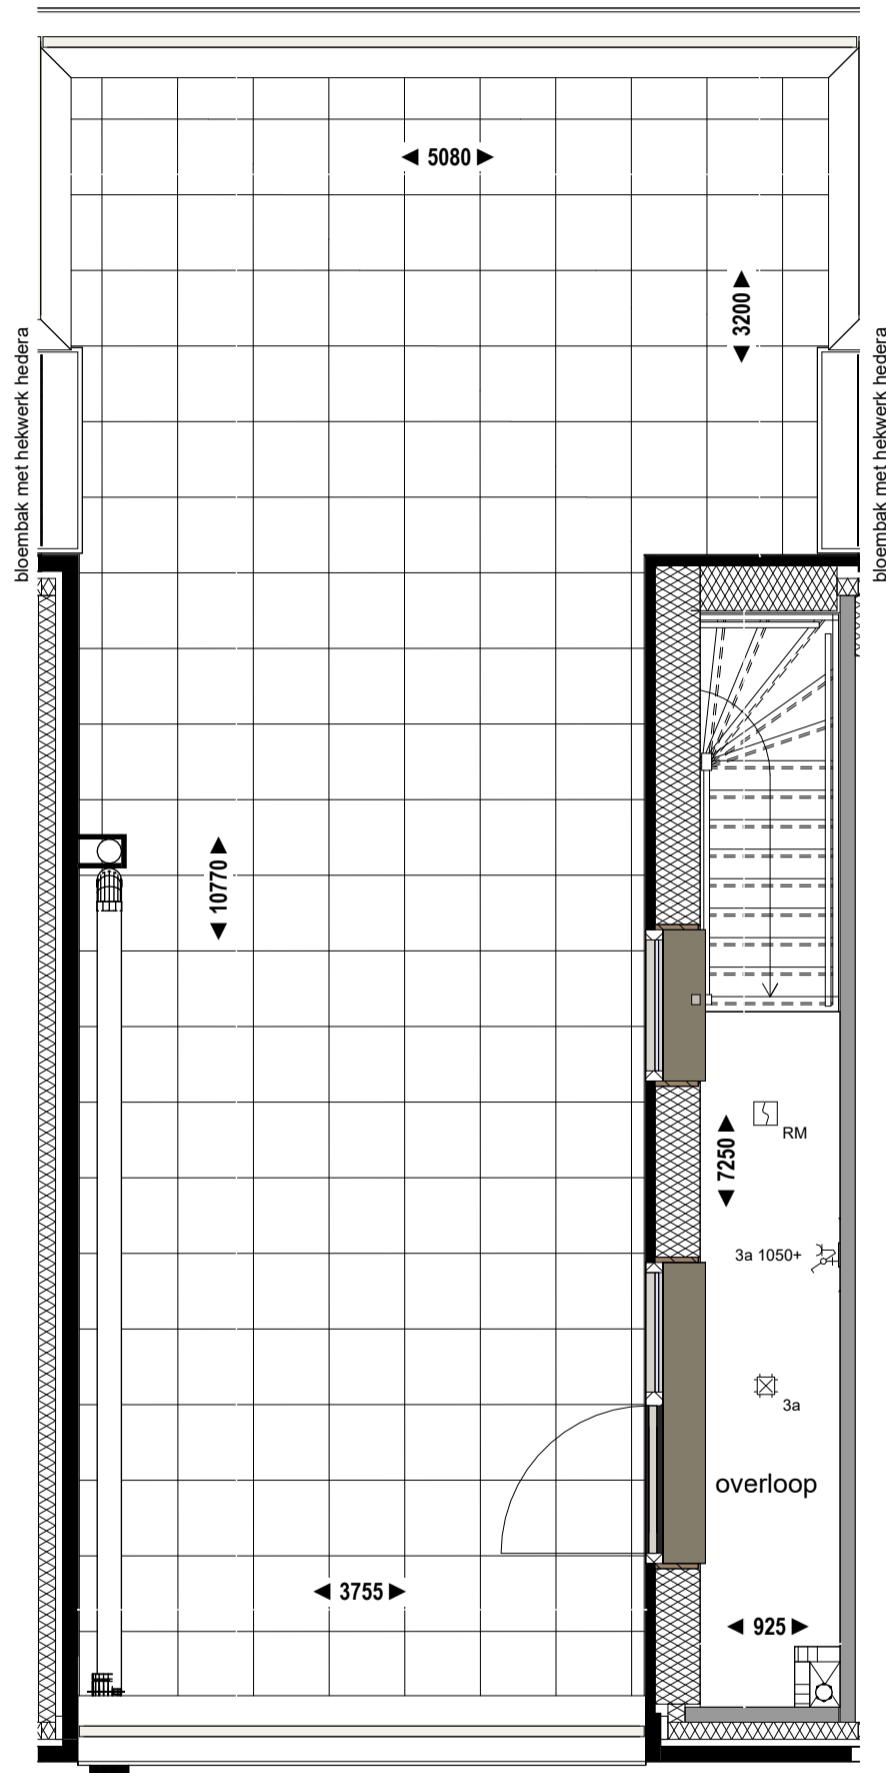 5080
3200
bloembak met hekwerk hedera
bloembak met hekwerk hedera
10770
7250
RM
3a 1050+
3a
overloop
3755
925